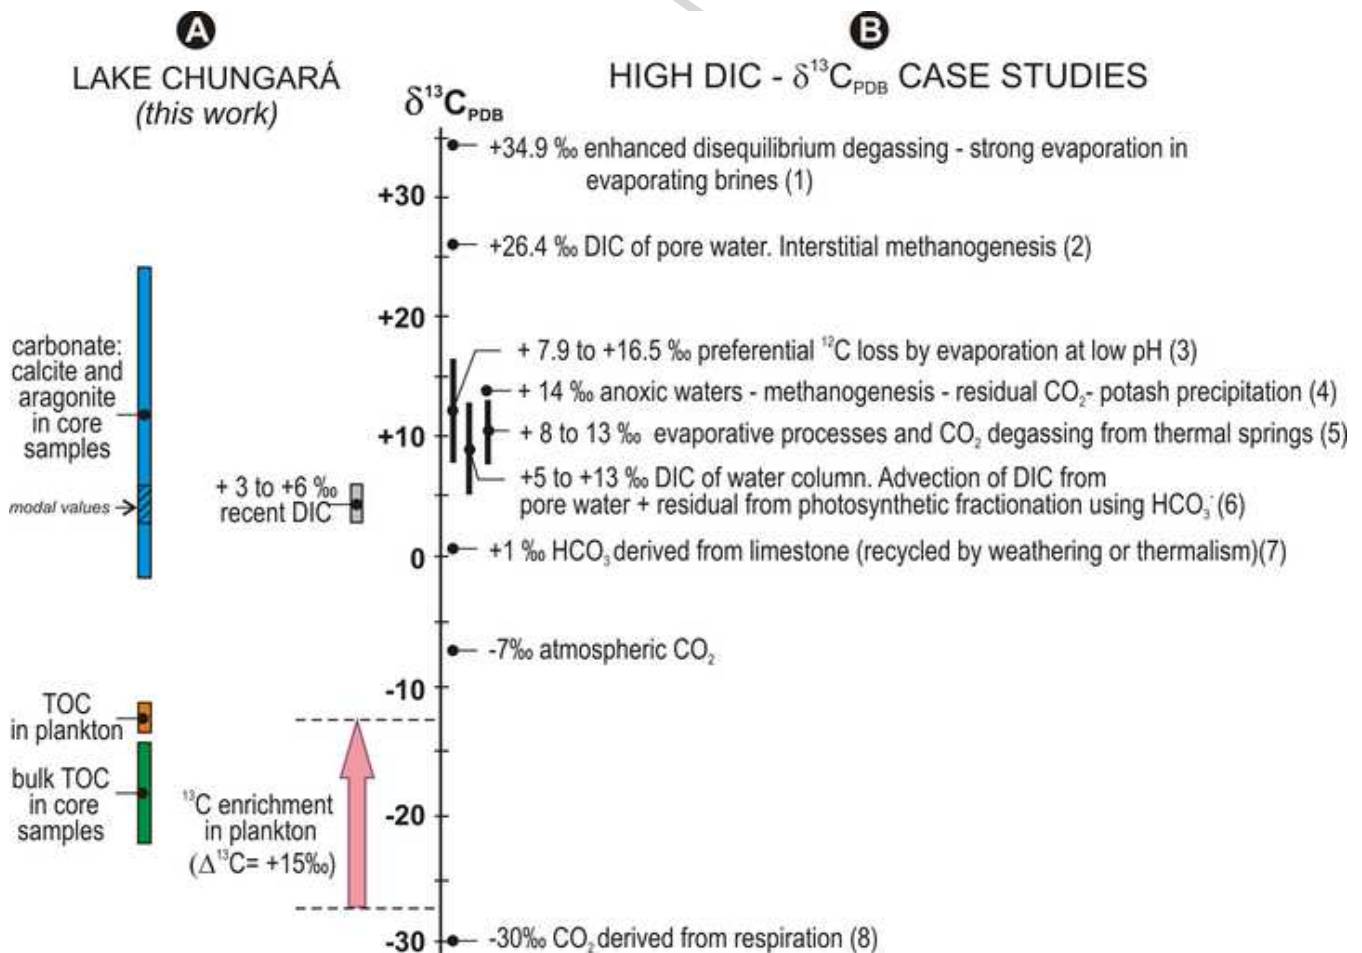 A
LAKE CHUNGARÁ
(this work)
B
HIGH DIC - δ¹³C_PDB CASE STUDIES
δ¹³C_PDB
+34.9 ‰ enhanced disequilibrium degassing - strong evaporation in
evaporating brines (1)
+30
+26.4 ‰ DIC of pore water. Interstitial methanogenesis (2)
+20
carbonate:
calcite and
aragonite
in core
samples
+ 7.9 to +16.5 ‰ preferential ¹²C loss by evaporation at low pH (3)
+ 14 ‰ anoxic waters - methanogenesis - residual CO₂- potash precipitation (4)
+10
+ 8 to 13 ‰ evaporative processes and CO₂ degassing from thermal springs (5)
modal values
+ 3 to +6 ‰
recent DIC
+5 to +13 ‰ DIC of water column. Advection of DIC from
pore water + residual from photosynthetic fractionation using HCO₃⁻ (6)
0
+1 ‰ HCO₃ derived from limestone (recycled by weathering or thermalism)(7)
-7‰ atmospheric CO₂
-10
TOC
in plankton
bulk TOC
in core
samples
¹³C enrichment
in plankton
(Δ¹³C= +15‰)
-20
-30
-30‰ CO₂ derived from respiration (8)